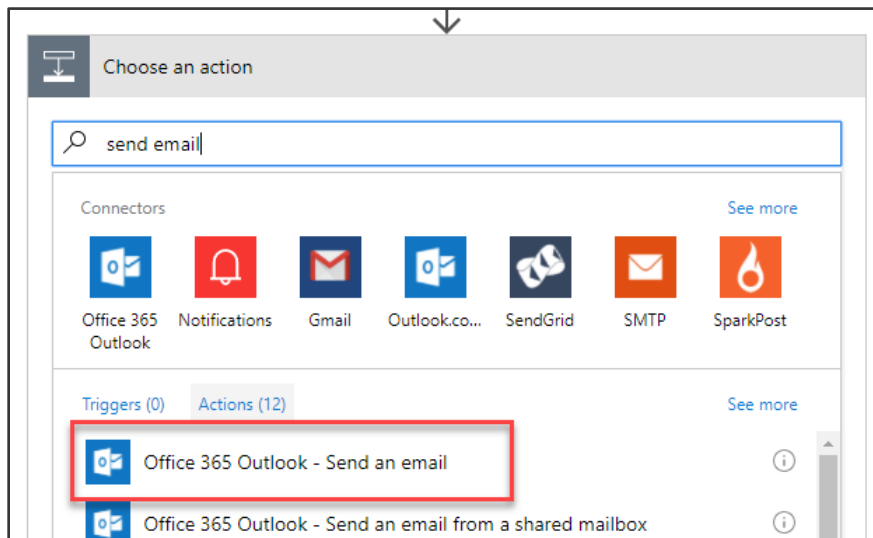 Choose an action
send email
Connectors
See more
Office 365 Outlook
Notifications
Gmail
Outlook.co...
SendGrid
SMTP
SparkPost
Triggers (0)
Actions (12)
See more
Office 365 Outlook - Send an email
Office 365 Outlook - Send an email from a shared mailbox